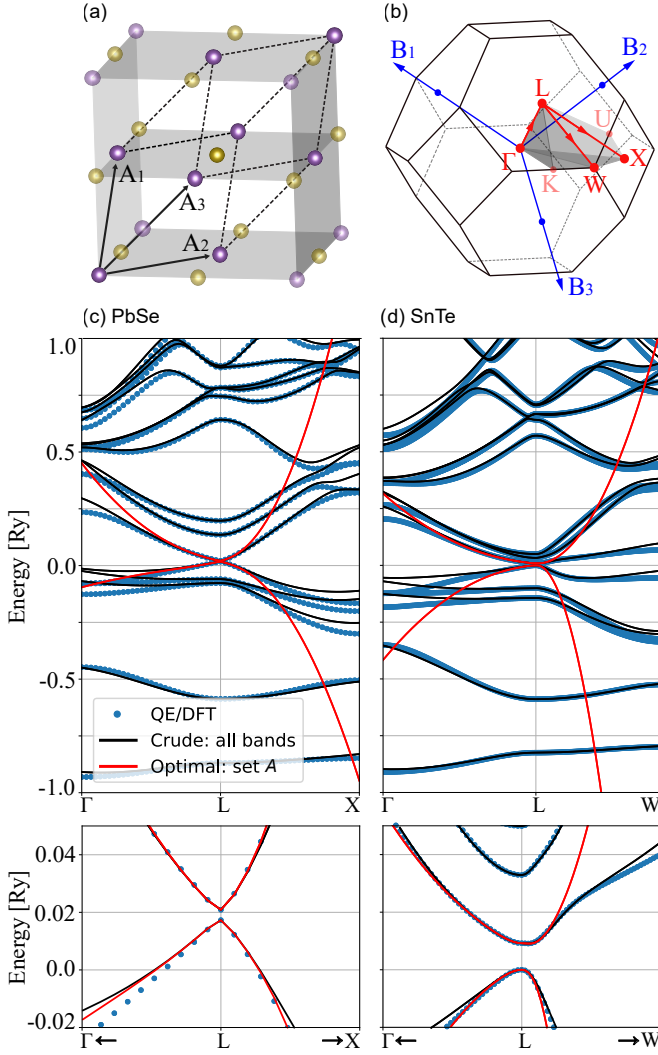 (a)
A1
A3
A2
(b)
B1
B2
L
U
Γ
X
K
W
B3
(c) PbSe
(d) SnTe
1.0
0.5
0.0
-0.5
-1.0
Energy [Ry]
QE/DFT
Crude: all bands
Optimal: set A
Γ L X
Γ L W
0.04
0.02
0.0
-0.02
Energy [Ry]
Γ← L →X
Γ← L →W